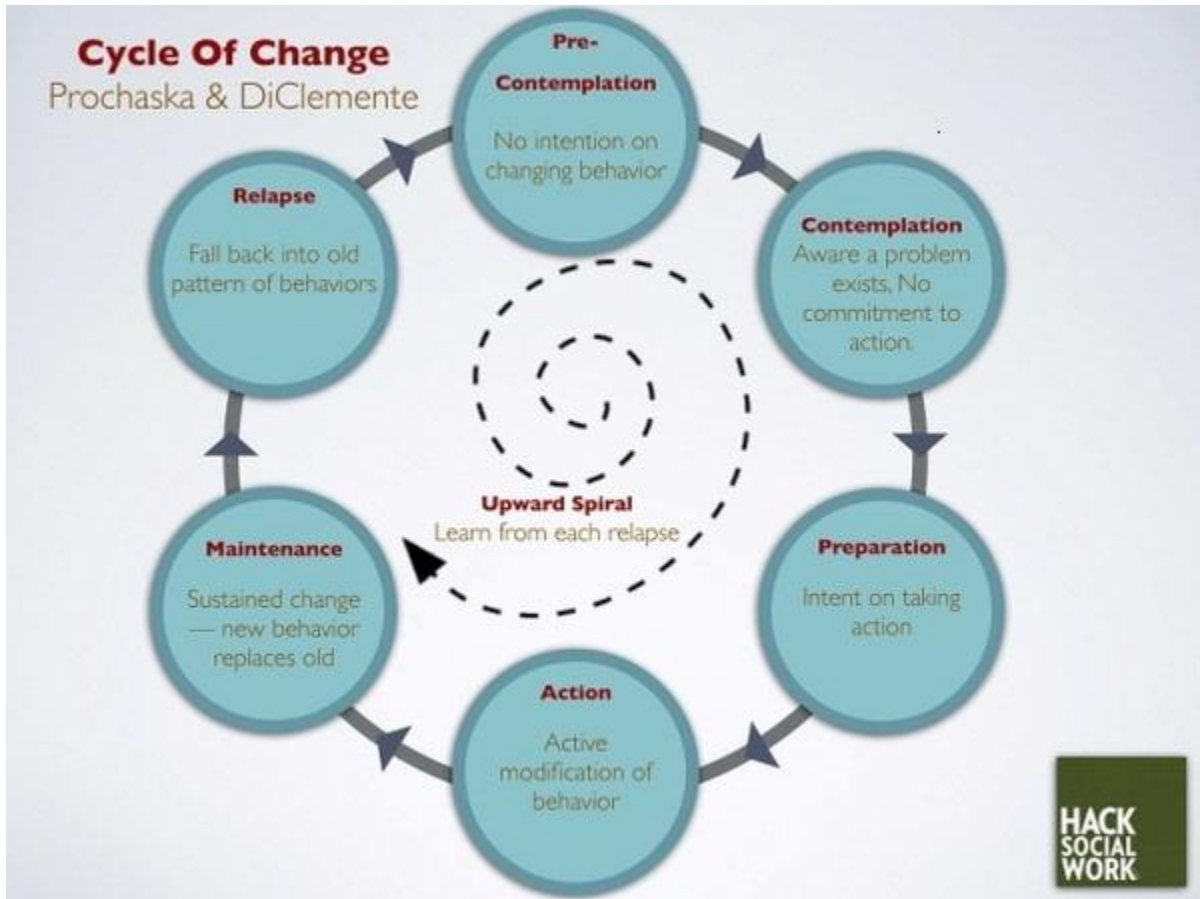 Cycle Of Change
Prochaska & DiClemente
Pre-
Contemplation
No intention on
changing behavior
Contemplation
Aware a problem
exists, No
commitment to
action.
Preparation
Intent on taking
action
Action
Active
modification of
behavior
Maintenance
Sustained change
— new behavior
replaces old
Relapse
Fall back into old
pattern of behaviors
Upward Spiral
Learn from each relapse
HACK
SOCIAL
WORK